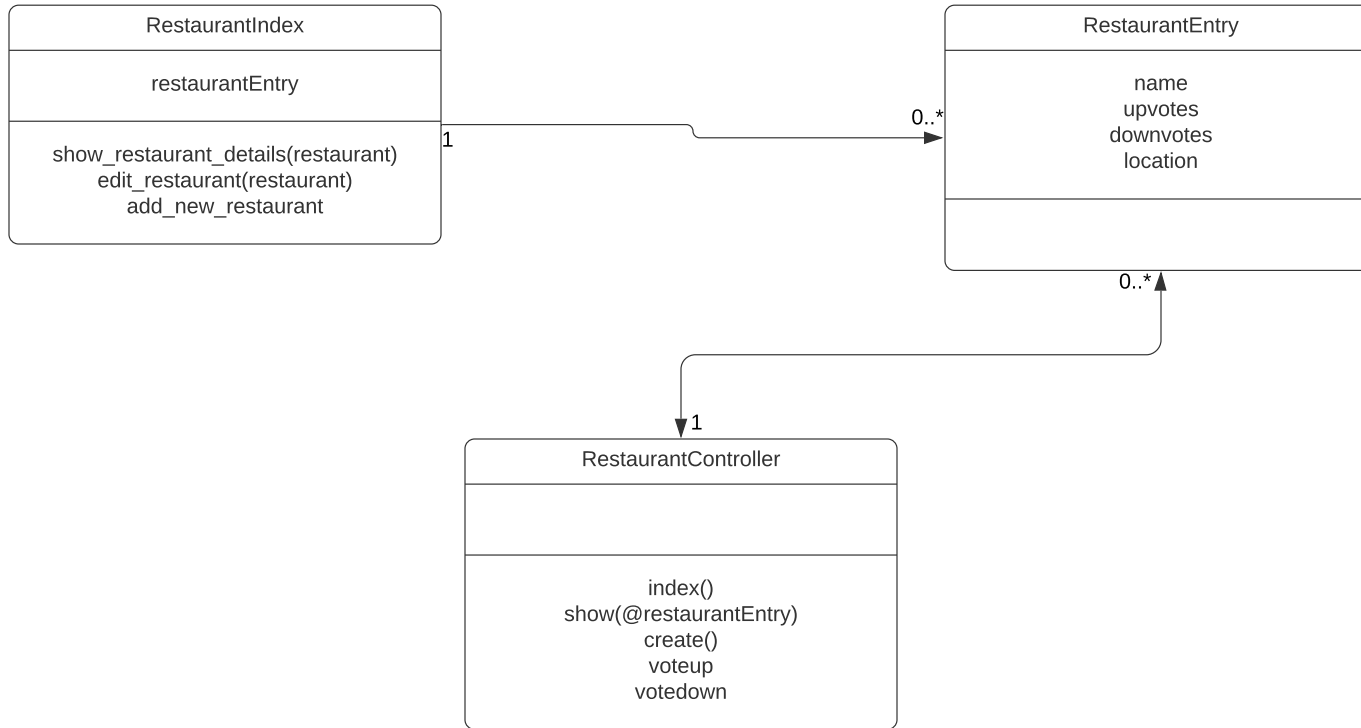 RestaurantIndex
restaurantEntry
show_restaurant_details(restaurant)
edit_restaurant(restaurant)
add_new_restaurant
1
0..*
RestaurantEntry
name
upvotes
downvotes
location
0..*
1
RestaurantController
index()
show(@restaurantEntry)
create()
voteup
votedown